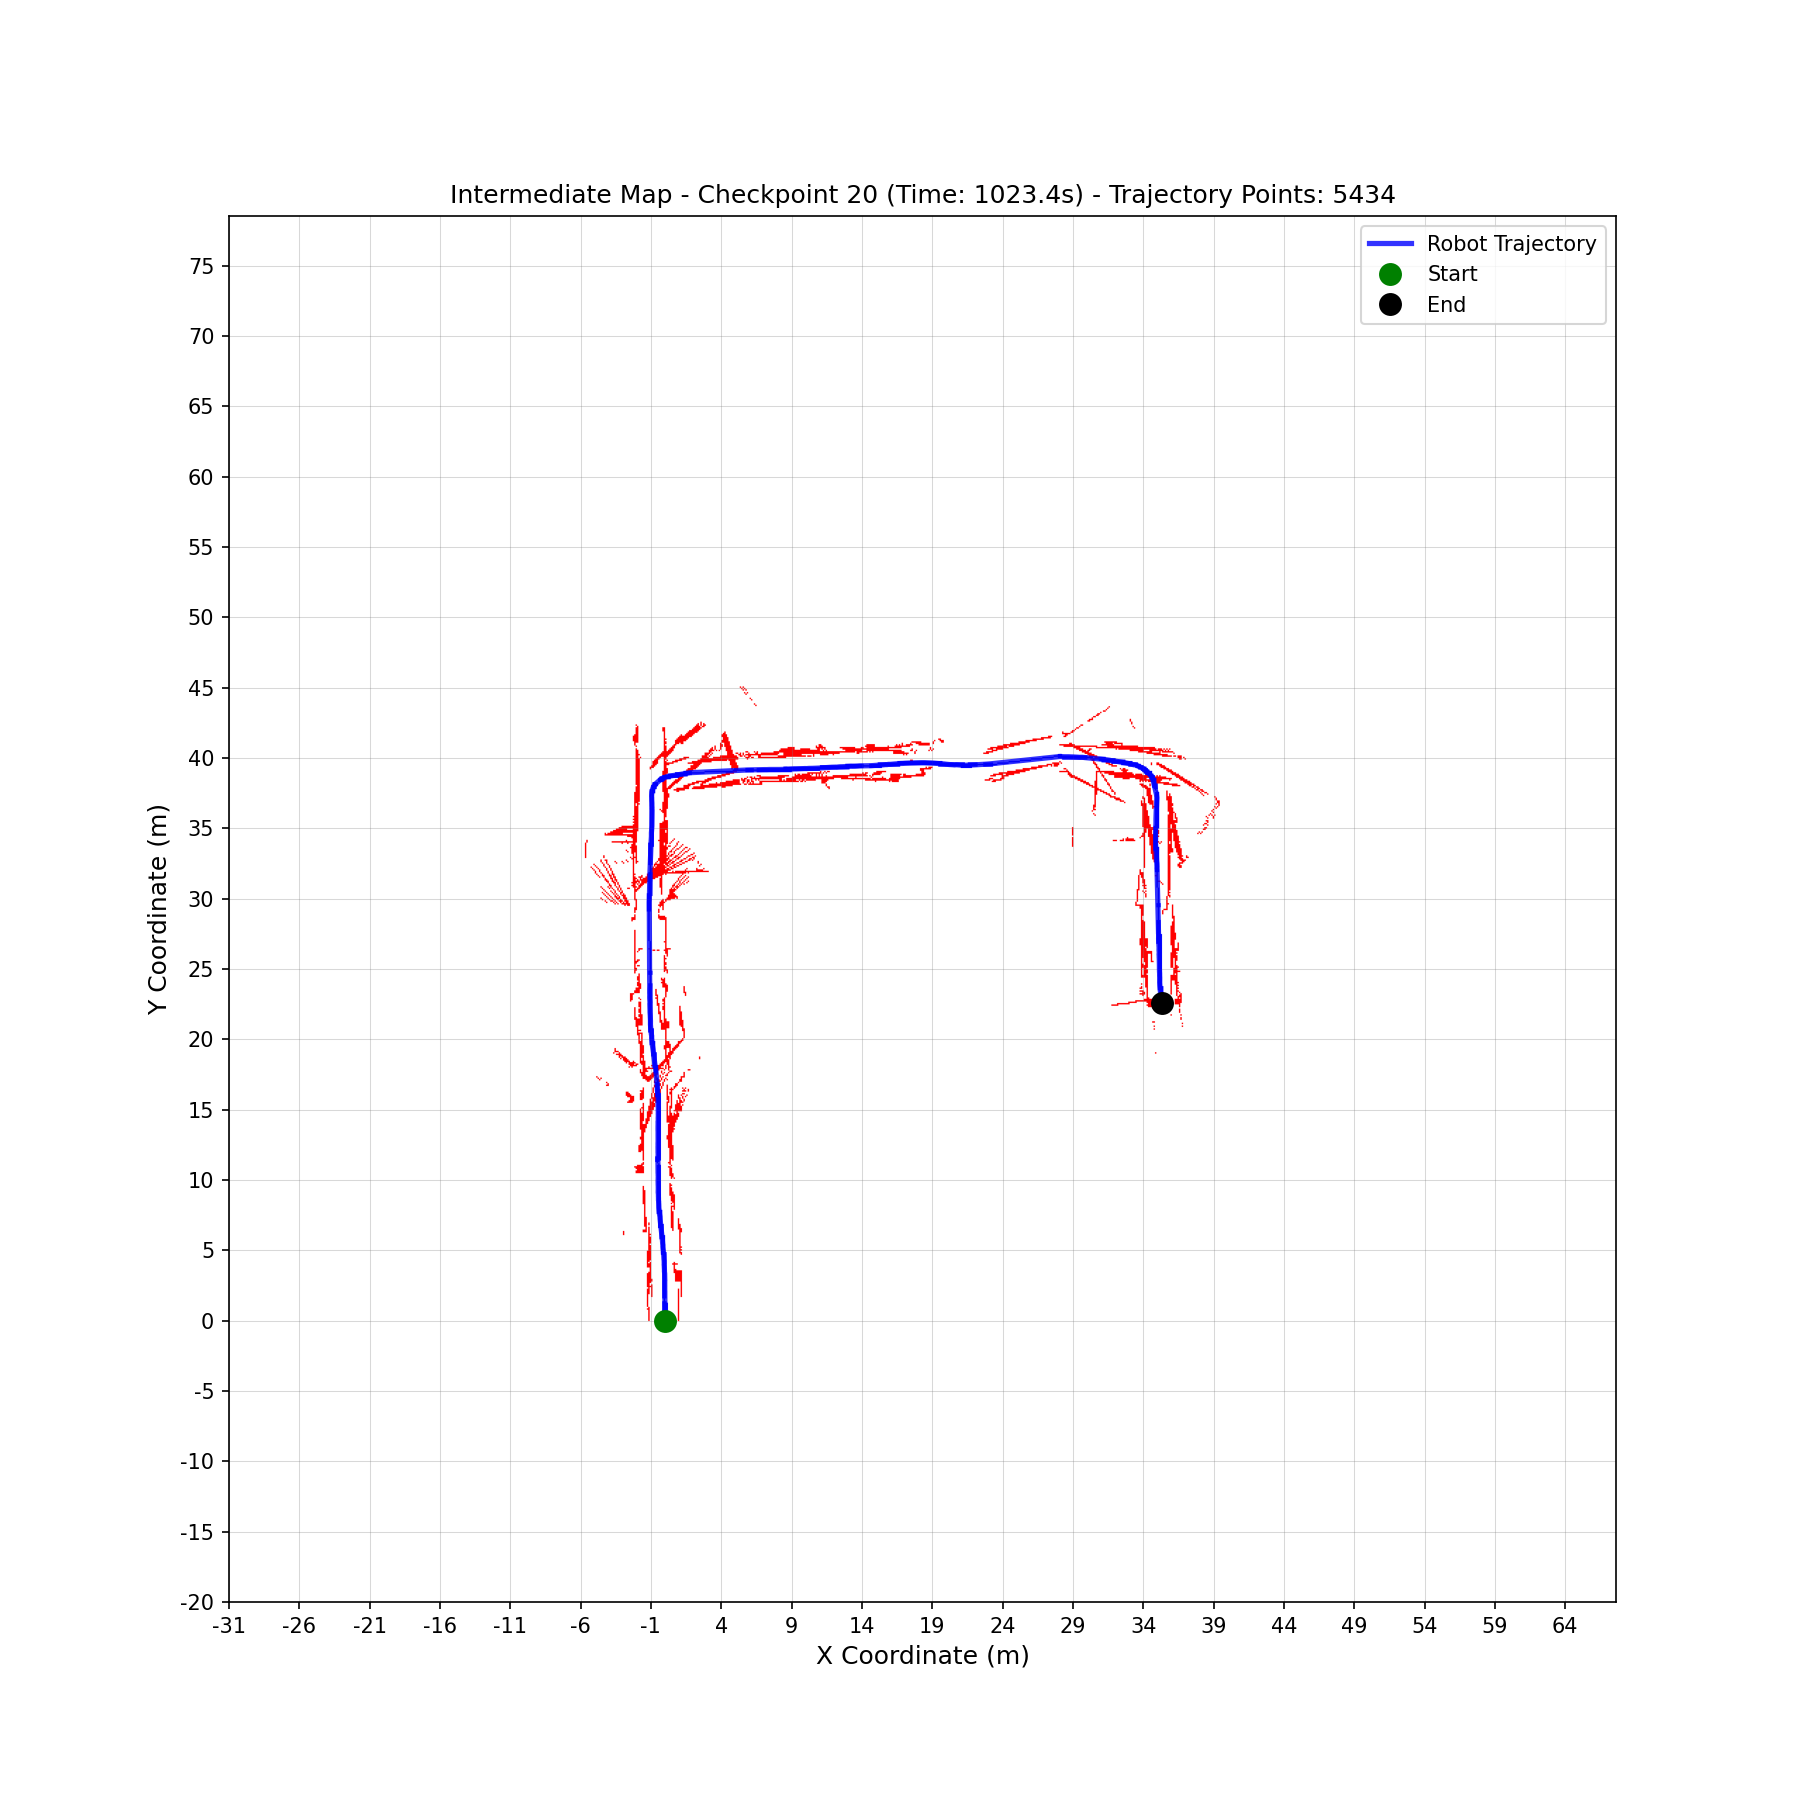 Intermediate Map - Checkpoint 20 (Time: 1023.4s) - Trajectory Points: 5434
Robot Trajectory
Start
End
75
70
65
60
55
50
45
40
35
30
25
20
15
10
5
0
-5
-10
-15
-20
Y Coordinate (m)
-31 -26 -21 -16 -11 -6 -1 4 9 14 19 24 29 34 39 44 49 54 59 64
X Coordinate (m)